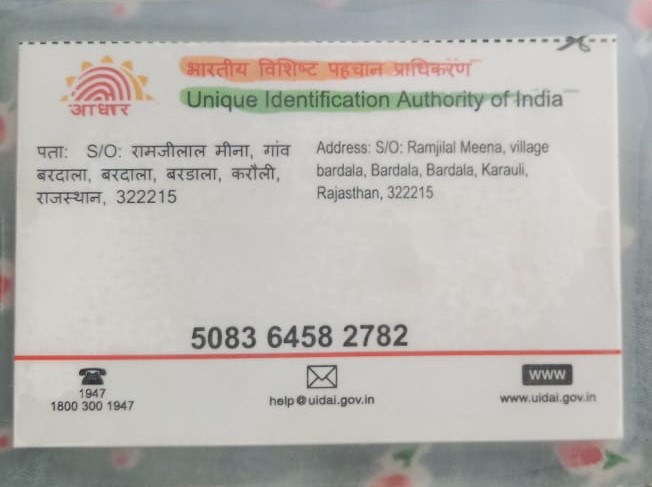 भारतीय विशिष्ट पहचान प्राधिकरण
आधार
Unique Identification Authority of India
पता: S/O: रामजीलाल मीना, गांव
बरदाला, बरदाला, बरडाला, करौली,
राजस्थान, 322215
Address: S/O: Ramjilal Meena, village
bardala, Bardala, Bardala, Karauli,
Rajasthan, 322215
5083 6458 2782
1947
1800 300 1947
help@uidai.gov.in
www
www.uidai.gov.in